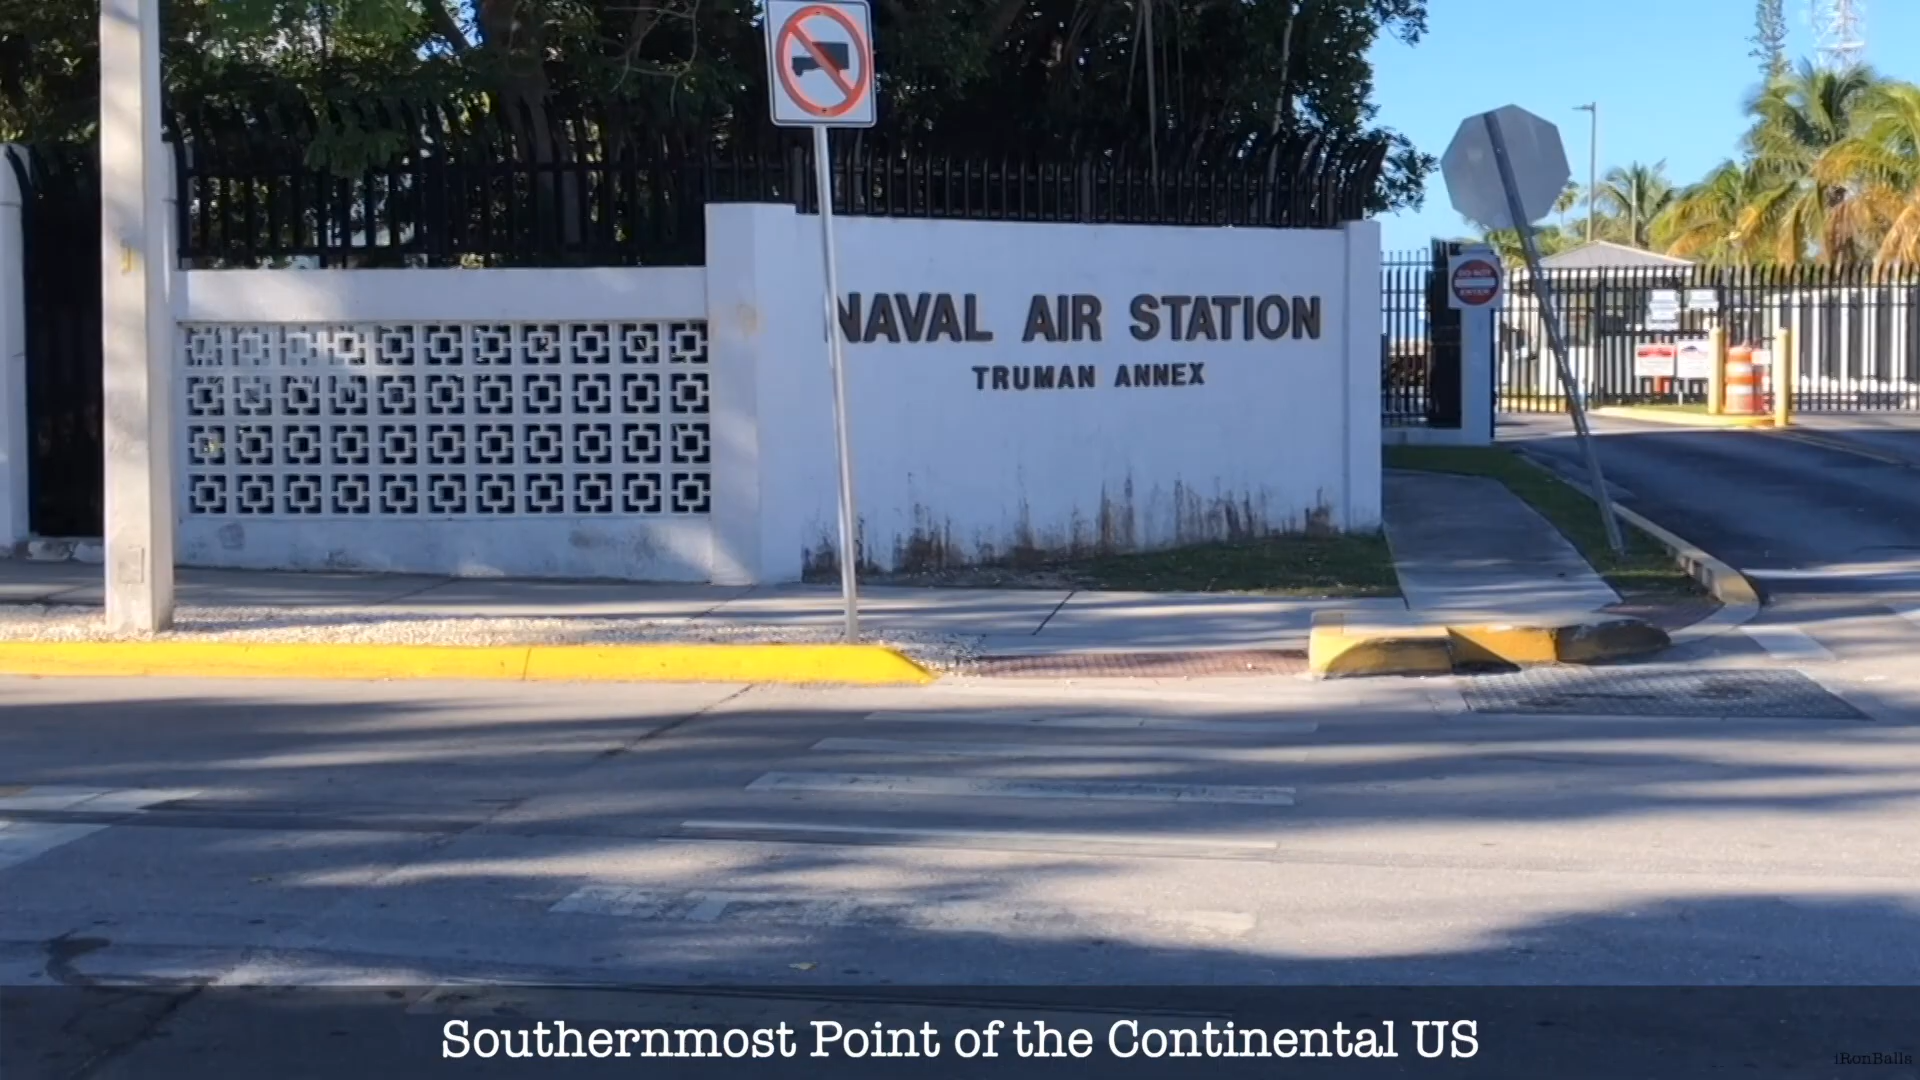 NAVAL AIR STATION
TRUMAN ANNEX
DO NOT
ENTER
Southernmost Point of the Continental US
iRonBalls